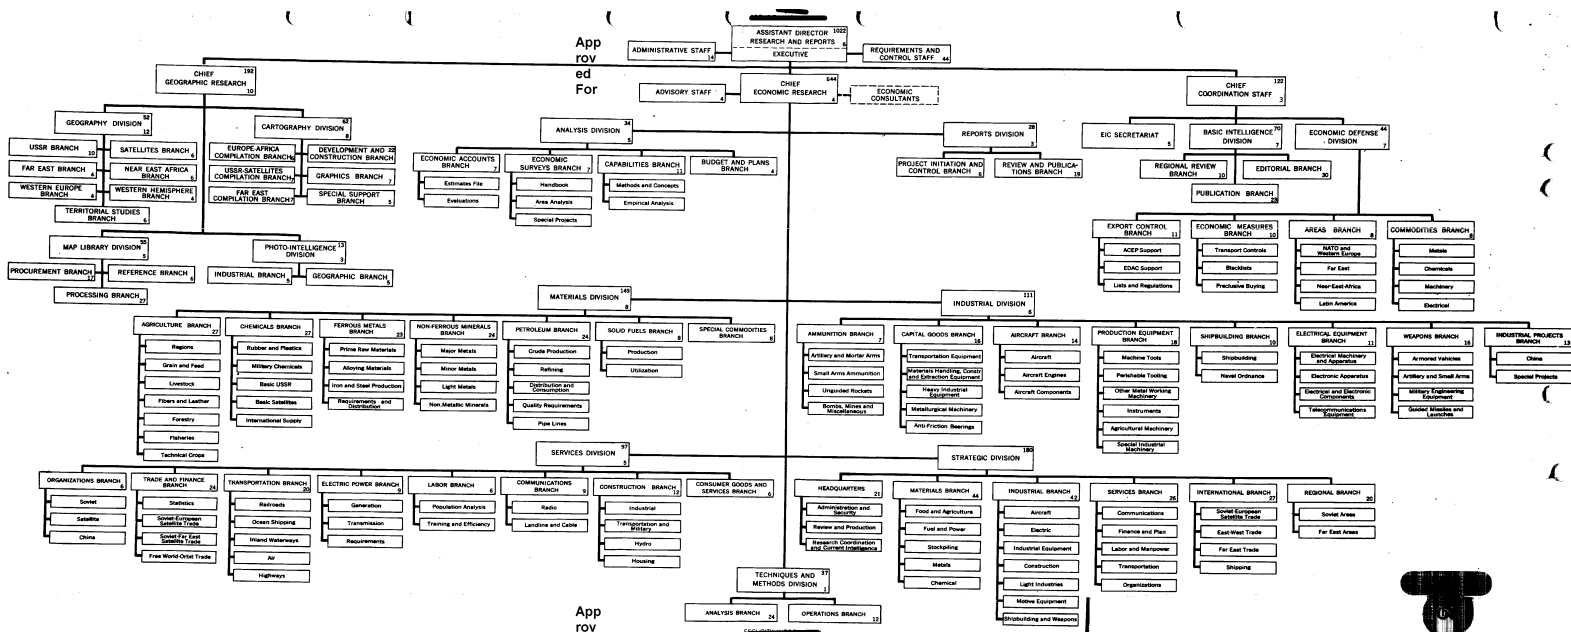 App
rov
ed
For
ASSISTANT DIRECTOR
RESEARCH AND REPORTS
EXECUTIVE
1022
6
ADMINISTRATIVE STAFF
14
REQUIREMENTS AND
CONTROL STAFF
44
CHIEF
GEOGRAPHIC RESEARCH
192
10
CHIEF
ECONOMIC RESEARCH
644
4
ADVISORY STAFF
4
ECONOMIC
CONSULTANTS
CHIEF
COORDINATION STAFF
122
3
GEOGRAPHY DIVISION
52
12
CARTOGRAPHY DIVISION
62
8
USSR BRANCH
10
SATELLITES BRANCH
6
FAR EAST BRANCH
4
NEAR EAST AFRICA
BRANCH
6
WESTERN EUROPE
BRANCH
4
WESTERN HEMISPHERE
BRANCH
4
TERRITORIAL STUDIES
BRANCH
6
EUROPE-AFRICA
COMPILATION BRANCH
DEVELOPMENT AND
CONSTRUCTION BRANCH
22
USSR-SATELLITES
COMPILATION BRANCH
GRAPHICS BRANCH
7
FAR EAST
COMPILATION BRANCH
7
SPECIAL SUPPORT
BRANCH
5
MAP LIBRARY DIVISION
55
5
PHOTO-INTELLIGENCE
DIVISION
13
3
PROCUREMENT BRANCH
17
REFERENCE BRANCH
6
PROCESSING BRANCH
27
INDUSTRIAL BRANCH
5
GEOGRAPHIC BRANCH
5
ANALYSIS DIVISION
34
5
REPORTS DIVISION
28
3
ECONOMIC ACCOUNTS
BRANCH
7
Estimates File
Evaluations
ECONOMIC
SURVEYS BRANCH
7
Handbook
Area Analysis
Special Projects
CAPABILITIES BRANCH
11
Methods and Concepts
Empirical Analysis
BUDGET AND PLANS
BRANCH
4
PROJECT INITIATION AND
CONTROL BRANCH
6
REVIEW AND PUBLICA-
TIONS BRANCH
19
EIC SECRETARIAT
5
BASIC INTELLIGENCE
DIVISION
70
7
ECONOMIC DEFENSE
DIVISION
44
7
REGIONAL REVIEW
BRANCH
10
EDITORIAL BRANCH
30
PUBLICATION BRANCH
23
EXPORT CONTROL
BRANCH
11
ACEP Support
EDAC Support
Lists and Regulations
ECONOMIC MEASURES
BRANCH
10
Transport Controls
Blacklists
Preclusive Buying
AREAS BRANCH
8
NATO and
Western Europe
Far East
Near-East-Africa
Latin America
COMMODITIES BRANCH
8
Metals
Chemicals
Machinery
Electrical
MATERIALS DIVISION
149
8
INDUSTRIAL DIVISION
111
6
AGRICULTURE BRANCH
27
Regions
Grain and Feed
Livestock
Fibers and Leather
Forestry
Fisheries
Technical Crops
CHEMICALS BRANCH
27
Rubber and Plastics
Military Chemicals
Basic USSR
Basic Satellites
International Supply
FERROUS METALS
BRANCH
23
Prime Raw Materials
Alloying Materials
Iron and Steel Production
Requirements and
Distribution
NON-FERROUS MINERALS
BRANCH
24
Major Metals
Minor Metals
Light Metals
Non.Metallic Minerals
PETROLEUM BRANCH
24
Crude Production
Refining
Distribution and
Consumption
Quality Requirements
Pipe Lines
SOLID FUELS BRANCH
8
Production
Utilization
SPECIAL COMMODITIES
BRANCH
8
AMMUNITION BRANCH
7
Artillery and Mortar Arms
Small Arms Ammunition
Unguided Rockets
Bombs, Mines and
Miscellaneous
CAPITAL GOODS BRANCH
16
Transportation Equipment
Materials Handling, Constr
and Extraction Equipment
Heavy Industrial
Equipment
Metallurgical Machinery
Anti-Friction Bearings
AIRCRAFT BRANCH
14
Aircraft
Aircraft Engines
Aircraft Components
PRODUCTION EQUIPMENT
BRANCH
18
Machine Tools
Perishable Tooling
Other Metal Working
Machinery
Instruments
Agricultural Machinery
Special Industrial
Machinery
SHIPBUILDING BRANCH
10
Shipbuilding
Naval Ordnance
ELECTRICAL EQUIPMENT
BRANCH
11
Electrical Machinery
and Apparatus
Electronic Apparatus
Electrical and Electronic
Components
Telecommunications
Equipment
WEAPONS BRANCH
16
Armored Vehicles
Artillery and Small Arms
Military Engineering
Equipment
Guided Missiles and
Launches
INDUSTRIAL PROJECTS
BRANCH
13
China
Special Projects
SERVICES DIVISION
97
5
STRATEGIC DIVISION
180
ORGANIZATIONS BRANCH
6
Soviet
Satellite
China
TRADE AND FINANCE
BRANCH
24
Statistics
Soviet-European
Satellite Trade
Soviet-Far East
Satellite Trade
Free World-Orbit Trade
TRANSPORTATION BRANCH
20
Railroads
Ocean Shipping
Inland Waterways
Air
Highways
ELECTRIC POWER BRANCH
9
Generation
Transmission
Requirements
LABOR BRANCH
6
Population Analysis
Training and Efficiency
COMMUNICATIONS
BRANCH
9
Radio
Landline and Cable
CONSTRUCTION BRANCH
12
Industrial
Transportation and
Military
Hydro
Housing
CONSUMER GOODS AND
SERVICES BRANCH
6
HEADQUARTERS
21
Administration and
Security
Review and Production
Research Coordination
and Current Intelligence
MATERIALS BRANCH
44
Food and Agriculture
Fuel and Power
Stockpiling
Metals
Chemical
INDUSTRIAL BRANCH
42
Aircraft
Electric
Industrial Equipment
Construction
Light Industries
Motive Equipment
Shipbuilding and Weapons
SERVICES BRANCH
26
Communications
Finance and Plan
Labor and Manpower
Transportation
Organizations
INTERNATIONAL BRANCH
27
Soviet-European
Satellite Trade
East-West Trade
Far East Trade
Shipping
REGIONAL BRANCH
20
Soviet Areas
Far East Areas
TECHNIQUES AND
METHODS DIVISION
37
1
ANALYSIS BRANCH
24
OPERATIONS BRANCH
12
App
rov